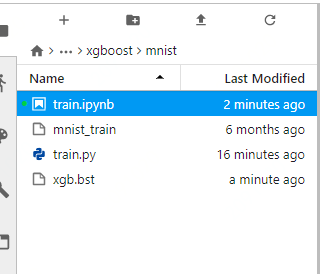 > ... > xgboost > mnist
Name Last Modified
train.ipynb 2 minutes ago
mnist_train 6 months ago
train.py 16 minutes ago
xgb.bst a minute ago